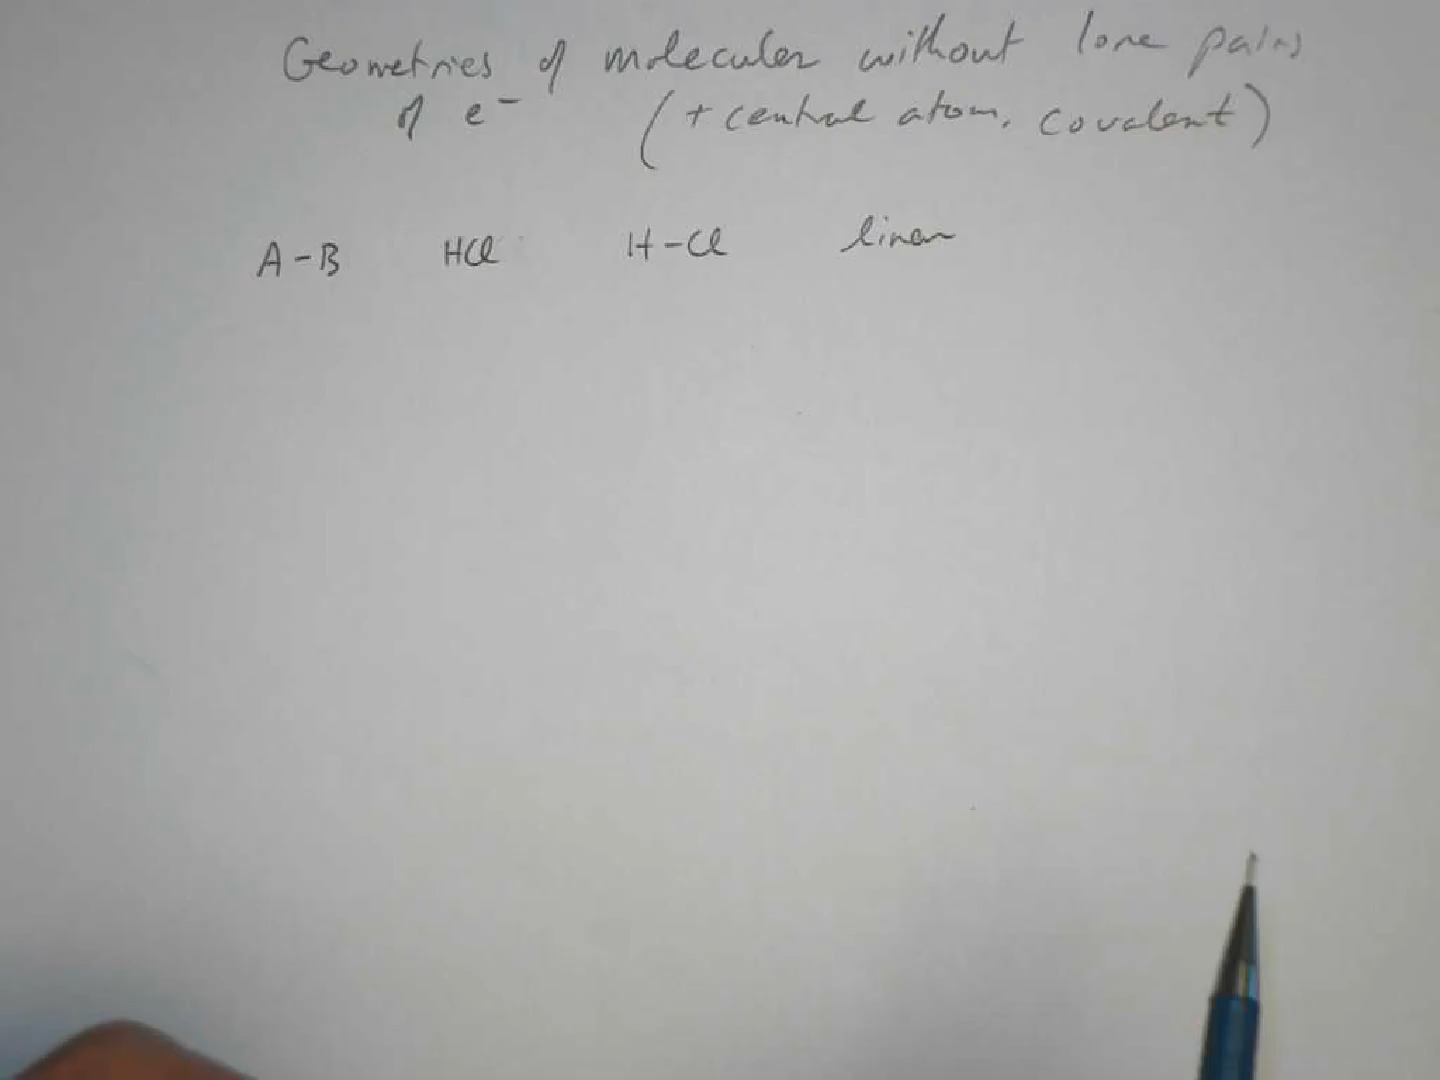 Geometries of molecules without lone pairs
of e⁻ (+ central atom, covalent)
A-B HCl H-Cl linear